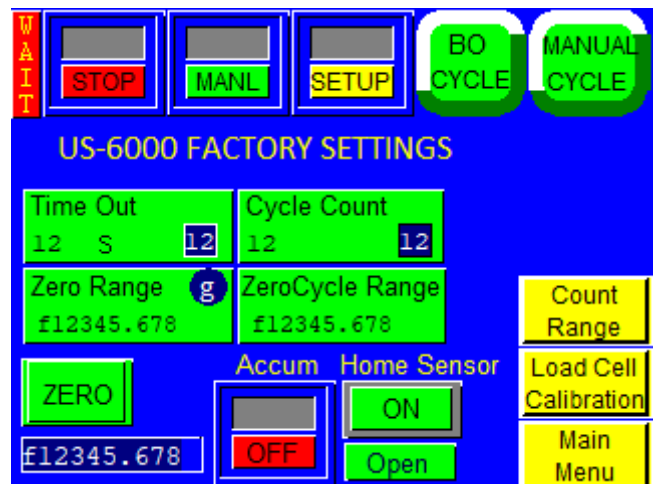 WAIT
STOP
MANL
SETUP
BO
CYCLE
MANUAL
CYCLE
US-6000 FACTORY SETTINGS
Time Out
12 S 12
Cycle Count
12 12
Zero Range g
f12345.678
ZeroCycle Range
f12345.678
Count
Range
ZERO
f12345.678
Accum
OFF
Home Sensor
ON
Open
Load Cell
Calibration
Main
Menu